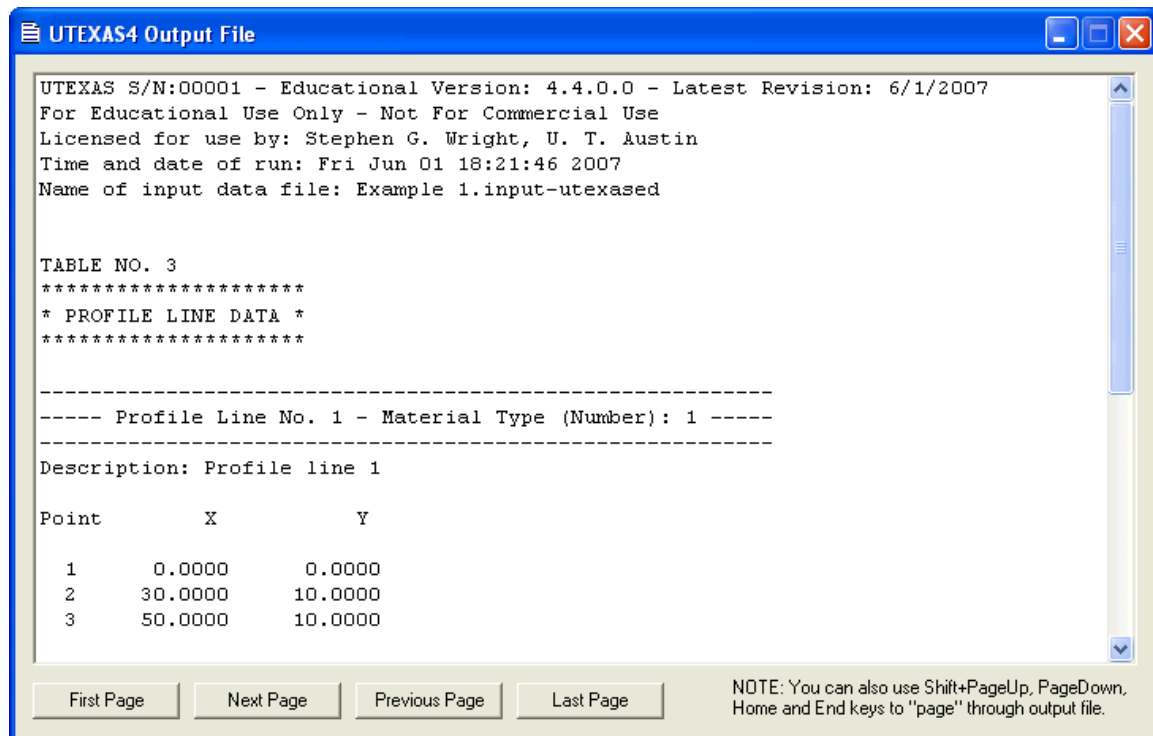 UTEXAS4 Output File
UTEXAS S/N:00001 - Educational Version: 4.4.0.0 - Latest Revision: 6/1/2007
For Educational Use Only - Not For Commercial Use
Licensed for use by: Stephen G. Wright, U. T. Austin
Time and date of run: Fri Jun 01 18:21:46 2007
Name of input data file: Example 1.input-utexased
TABLE NO. 3
*********************
* PROFILE LINE DATA *
*********************
----------------------------------------------------------
----- Profile Line No. 1 - Material Type (Number): 1 -----
----------------------------------------------------------
Description: Profile line 1
Point X Y
1 0.0000 0.0000
2 30.0000 10.0000
3 50.0000 10.0000
First Page Next Page Previous Page Last Page
NOTE: You can also use Shift+PageUp, PageDown,
Home and End keys to "page" through output file.